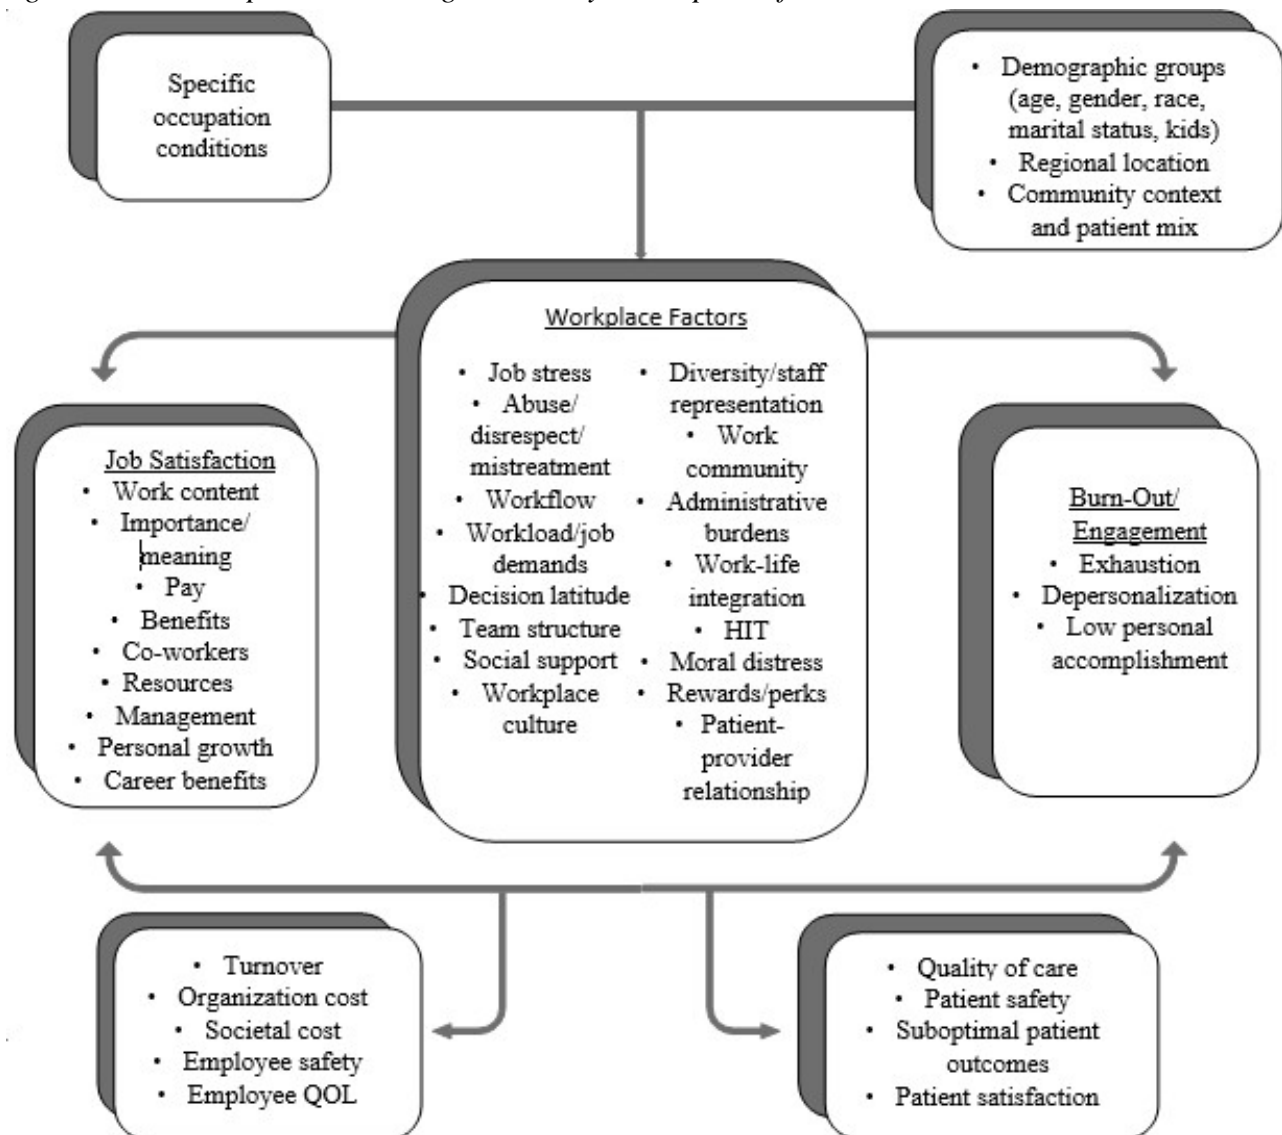 Specific
occupation
conditions
• Demographic groups
(age, gender, race,
marital status, kids)
• Regional location
• Community context
and patient mix
Workplace Factors
• Job stress
• Abuse/
disrespect/
mistreatment
• Workflow
• Workload/job
demands
• Decision latitude
• Team structure
• Social support
• Workplace
culture
• Diversity/staff
representation
• Work
community
• Administrative
burdens
• Work-life
integration
• HIT
• Moral distress
• Rewards/perks
• Patient-
provider
relationship
Job Satisfaction
• Work content
• Importance/
meaning
• Pay
• Benefits
• Co-workers
• Resources
• Management
• Personal growth
• Career benefits
Burn-Out/
Engagement
• Exhaustion
• Depersonalization
• Low personal
accomplishment
• Turnover
• Organization cost
• Societal cost
• Employee safety
• Employee QOL
• Quality of care
• Patient safety
• Suboptimal patient
outcomes
• Patient satisfaction